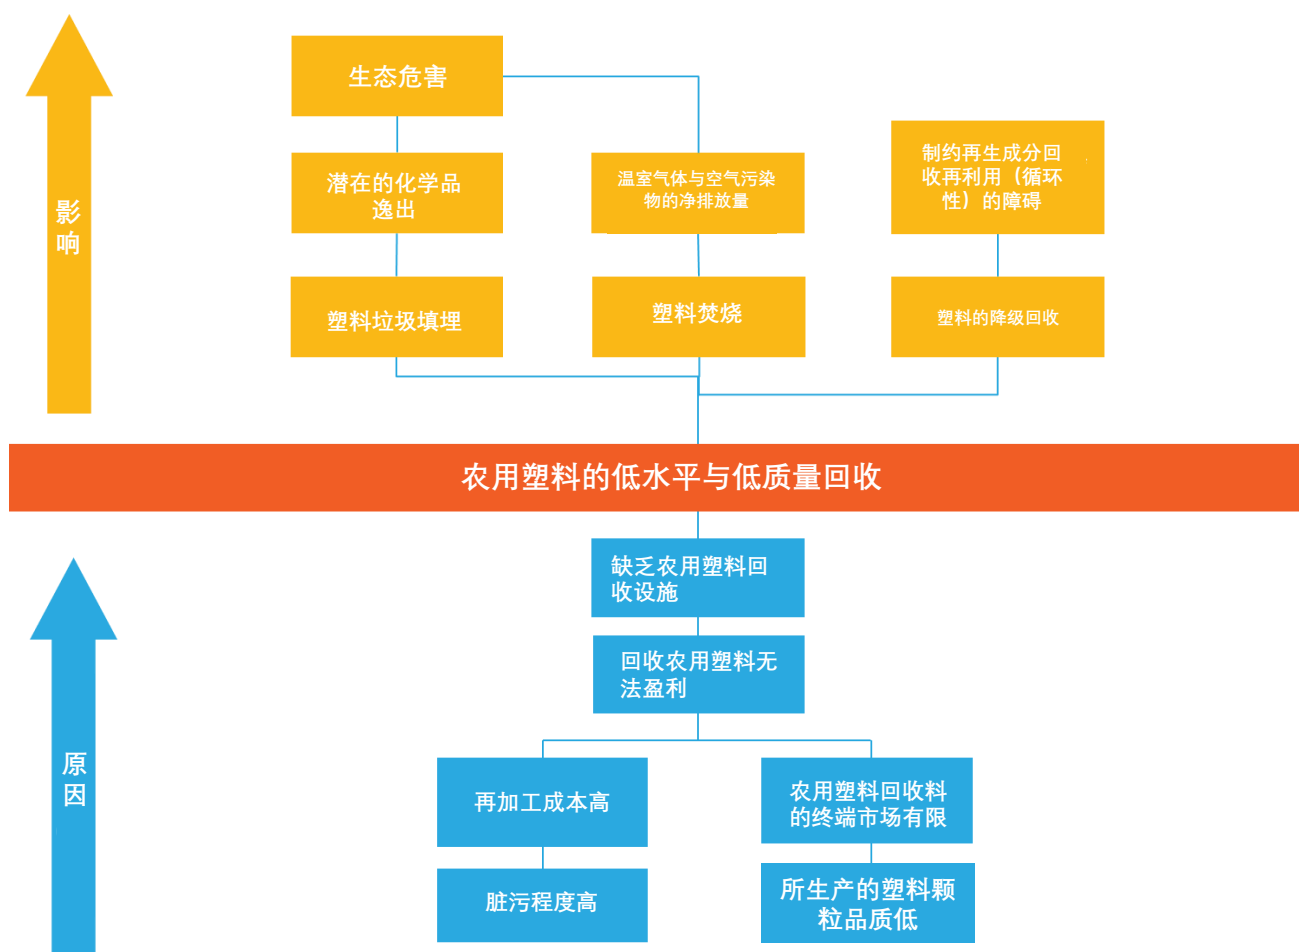 影
响
生态危害
潜在的化学品
逸出
温室气体与空气污染
物的净排放量
制约再生成分回
收再利用（循环
性）的障碍
塑料垃圾填埋
塑料焚烧
塑料的降级回收
农用塑料的低水平与低质量回收
原
因
缺乏农用塑料回
收设施
回收农用塑料无
法盈利
再加工成本高
农用塑料回收料
的终端市场有限
脏污程度高
所生产的塑料颗
粒品质低